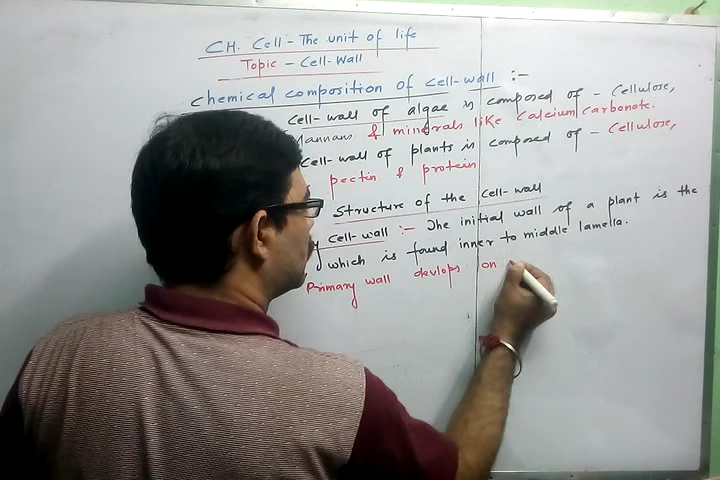 CH. Cell - The unit of life
Topic - Cell-Wall
Chemical composition of cell-wall :-
Cell-wall of algae is composed of - Cellulose,
Mannans & minerals like Calcium Carbonate.
Cell-wall of plants is composed of - Cellulose,
pectin & protein
Structure of the Cell-wall
cell-wall :- The initial wall of a plant is the
which is found inner to middle lamella.
Primary wall devlops on